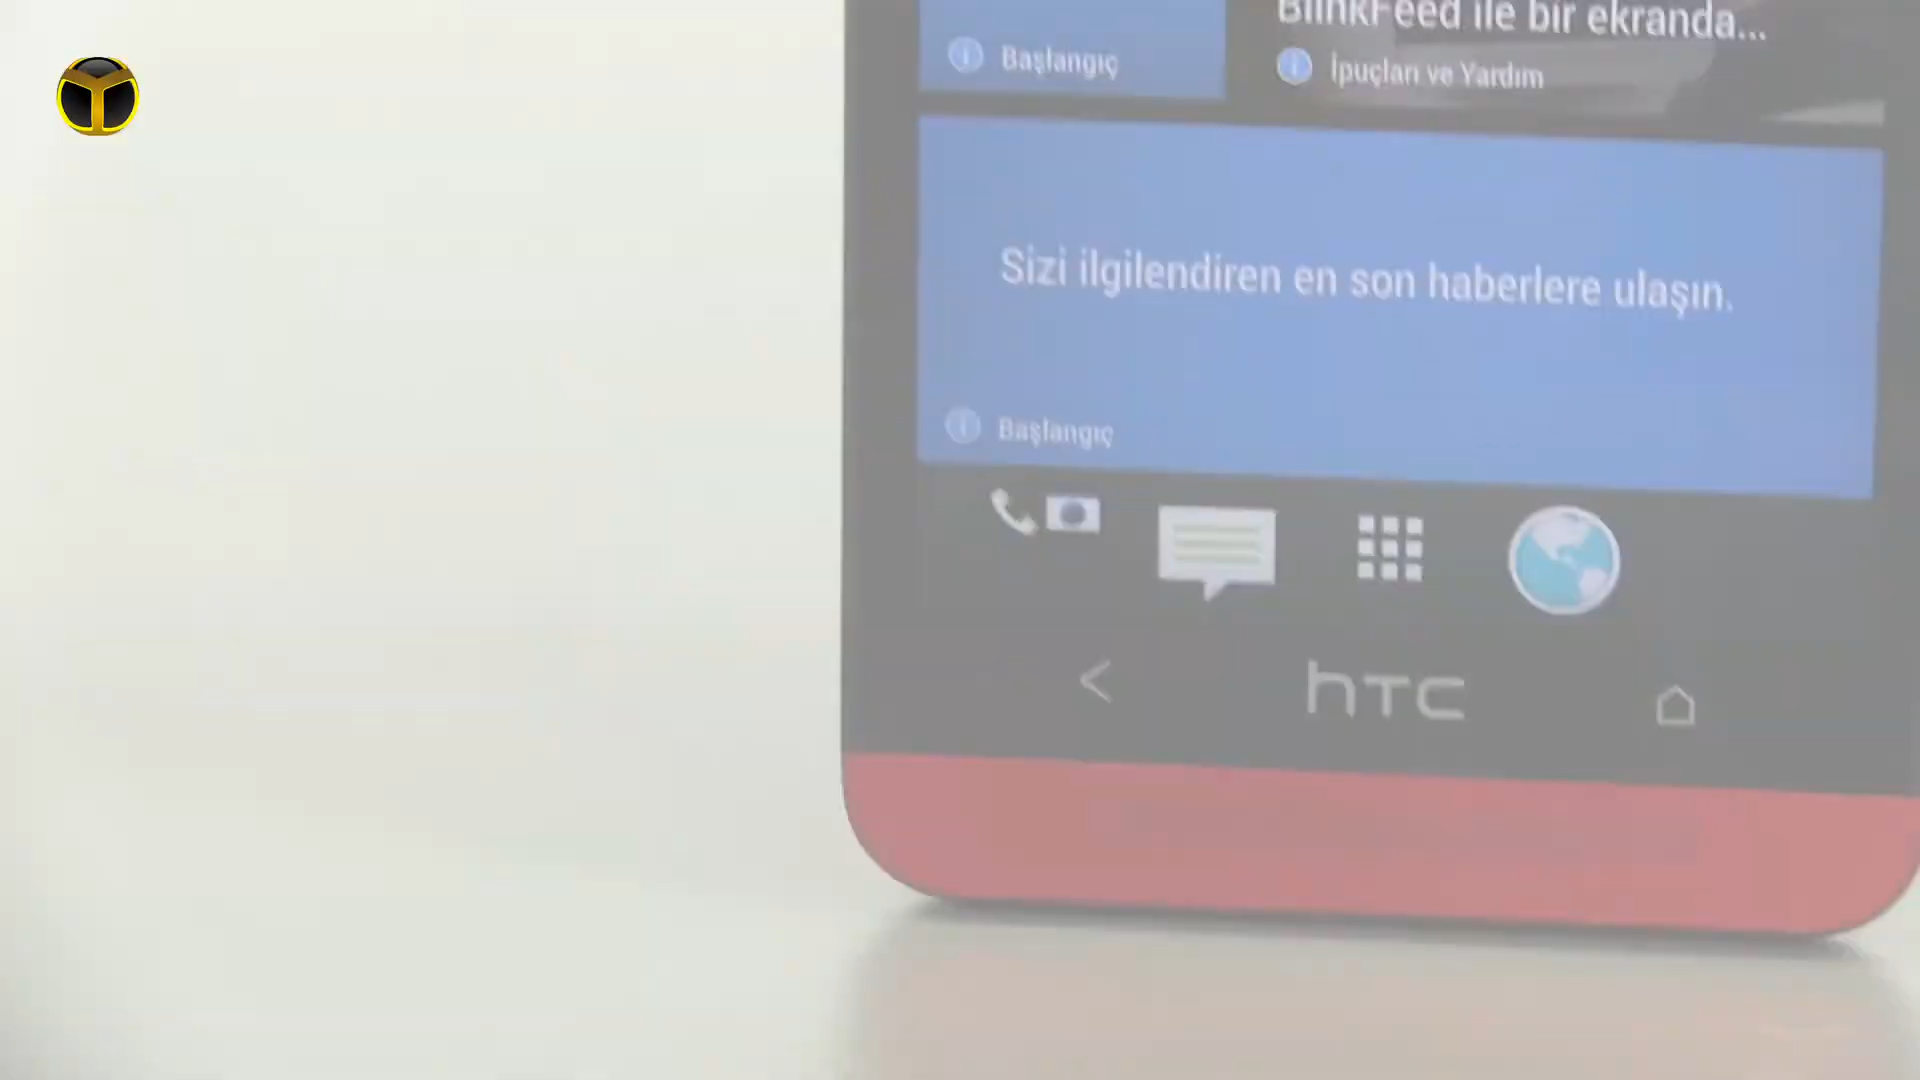 BlinkFeed ile bir ekranda...
Başlangıç
İpuçları ve Yardım
Sizi ilgilendiren en son haberlere ulaşın.
Başlangıç
hTC